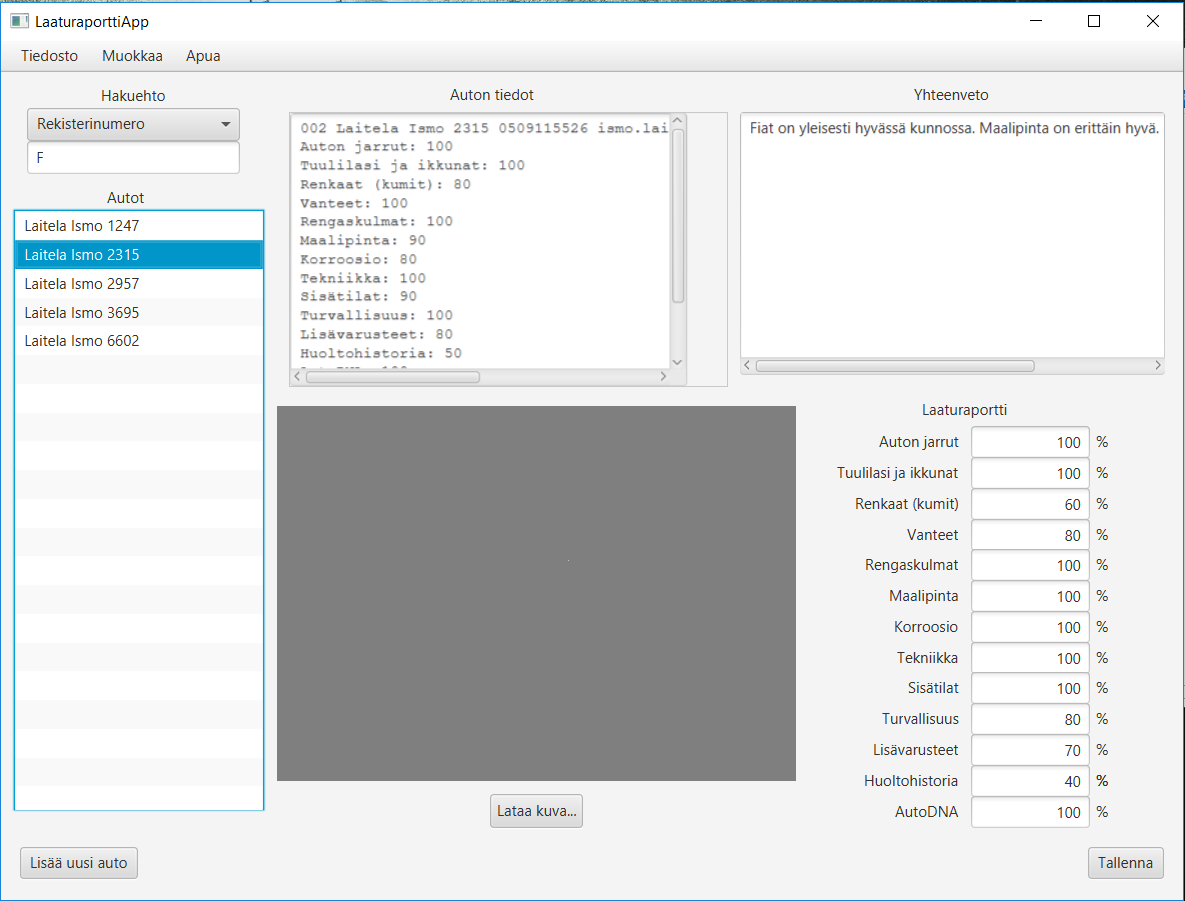 LaaturaporttiApp
Tiedosto Muokkaa Apua
Hakuehto
Rekisterinumero
F
Autot
Laitela Ismo 1247
Laitela Ismo 2315
Laitela Ismo 2957
Laitela Ismo 3695
Laitela Ismo 6602
Lisää uusi auto
Auton tiedot
002 Laitela Ismo 2315 0509115526 ismo.lai
Auton jarrut: 100
Tuulilasi ja ikkunat: 100
Renkaat (kumit): 80
Vanteet: 100
Rengaskulmat: 100
Maalipinta: 90
Korroosio: 80
Tekniikka: 100
Sisätilat: 90
Turvallisuus: 100
Lisävarusteet: 80
Huoltohistoria: 50
Lataa kuva...
Yhteenveto
Fiat on yleisesti hyvässä kunnossa. Maalipinta on erittäin hyvä.
Laaturaportti
Auton jarrut 100 %
Tuulilasi ja ikkunat 100 %
Renkaat (kumit) 60 %
Vanteet 80 %
Rengaskulmat 100 %
Maalipinta 100 %
Korroosio 100 %
Tekniikka 100 %
Sisätilat 100 %
Turvallisuus 80 %
Lisävarusteet 70 %
Huoltohistoria 40 %
AutoDNA 100 %
Tallenna